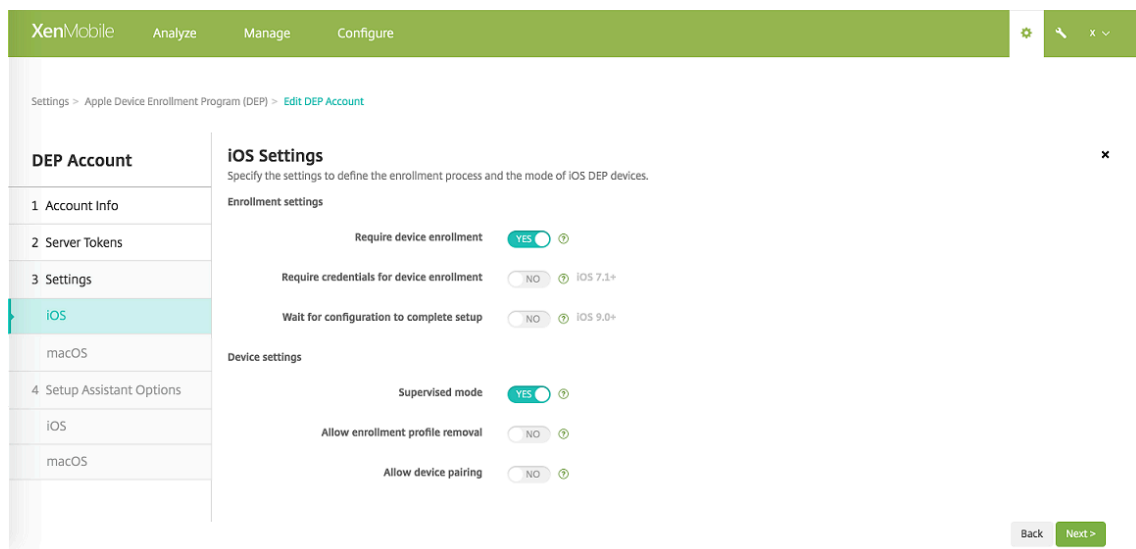 XenMobile Analyze Manage Configure X
Settings > Apple Device Enrollment Program (DEP) > Edit DEP Account
DEP Account
1 Account Info
2 Server Tokens
3 Settings
iOS
macOS
4 Setup Assistant Options
iOS
macOS
iOS Settings
Specify the settings to define the enrollment process and the mode of iOS DEP devices.
Enrollment settings
Require device enrollment YES
Require credentials for device enrollment NO iOS 7.1+
Wait for configuration to complete setup NO iOS 9.0+
Device settings
Supervised mode YES
Allow enrollment profile removal NO
Allow device pairing NO
Back Next >